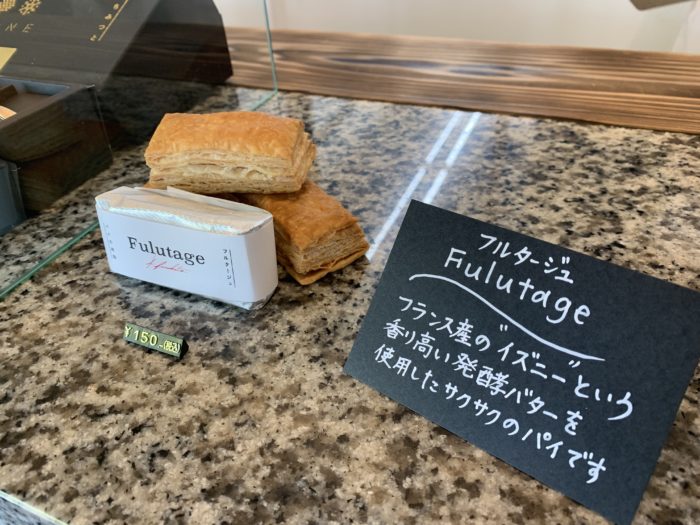 Fulutage
フルタージュ
¥150(税込)
フルタージュ
Fulutage
フランス産の"イズニー"という
香り高い発酵バターを
使用したサクサクのパイです